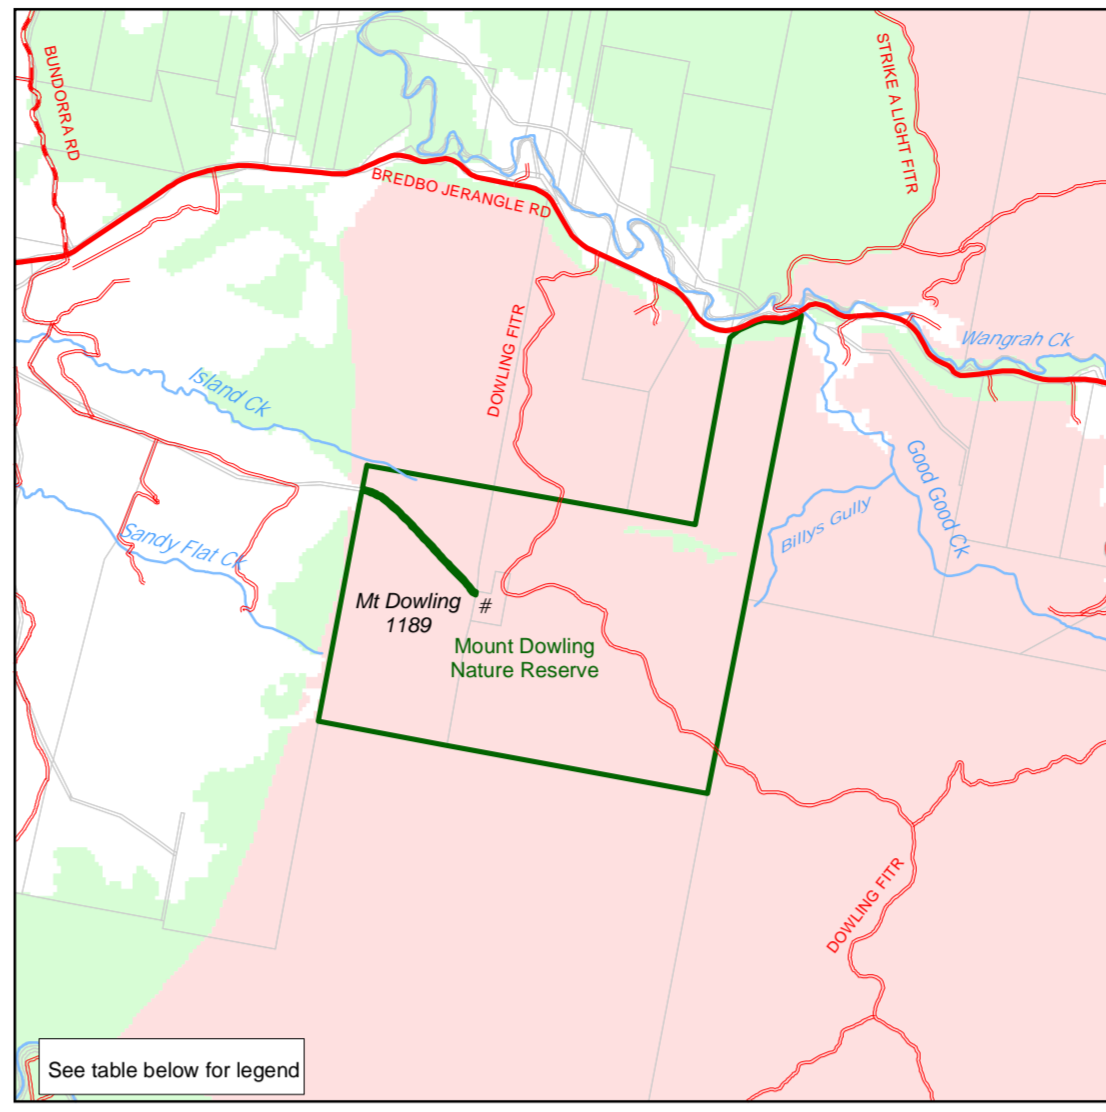 BUNDORRA RD
STRIKE A LIGHT FITR
BREDBO JERANGLE RD
DOWLING FITR
Wangrah Ck
Island Ck
Good Good Ck
Billys Gully
Sandy Flat Ck
Mt Dowling
1189
#
Mount Dowling
Nature Reserve
DOWLING FITR
See table below for legend